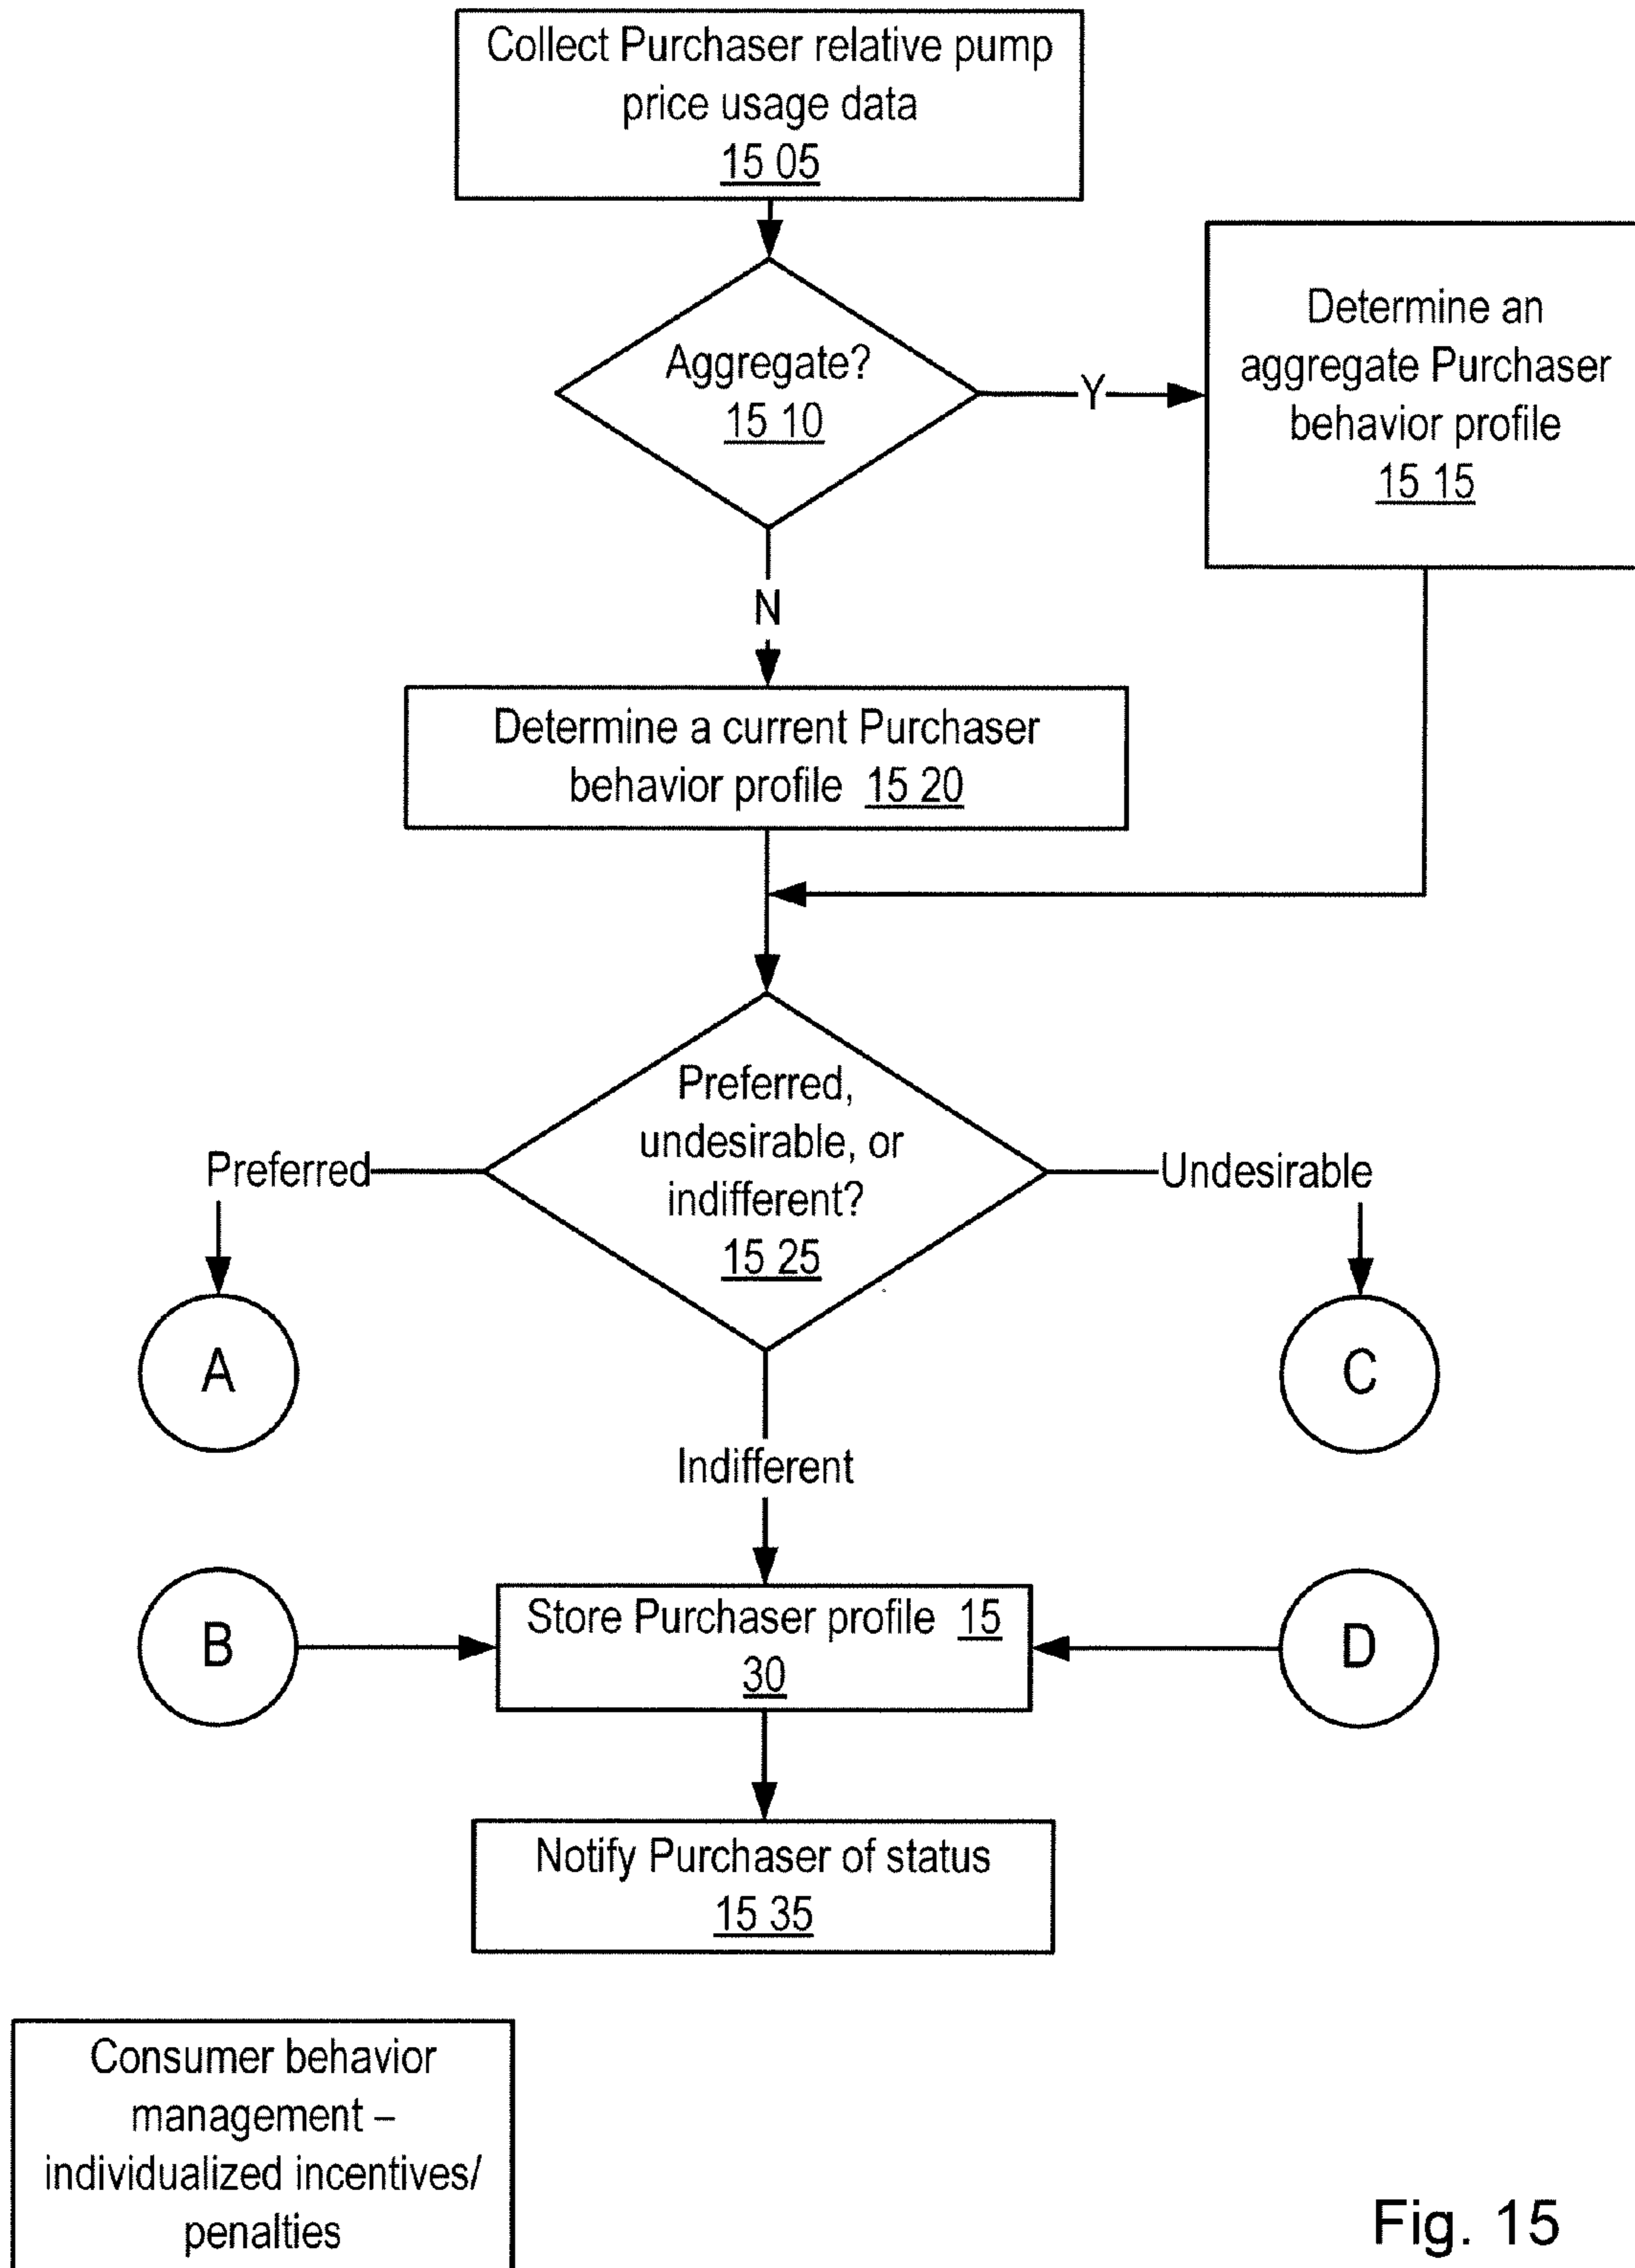 Collect Purchaser relative pump
price usage data
15 05
Aggregate?
15 10
Y
Determine an
aggregate Purchaser
behavior profile
15 15
N
Determine a current Purchaser
behavior profile 15 20
Preferred,
undesirable, or
indifferent?
15 25
Preferred
Undesirable
A
C
Indifferent
B
Store Purchaser profile 15
30
D
Notify Purchaser of status
15 35
Consumer behavior
management –
individualized incentives/
penalties
Fig. 15